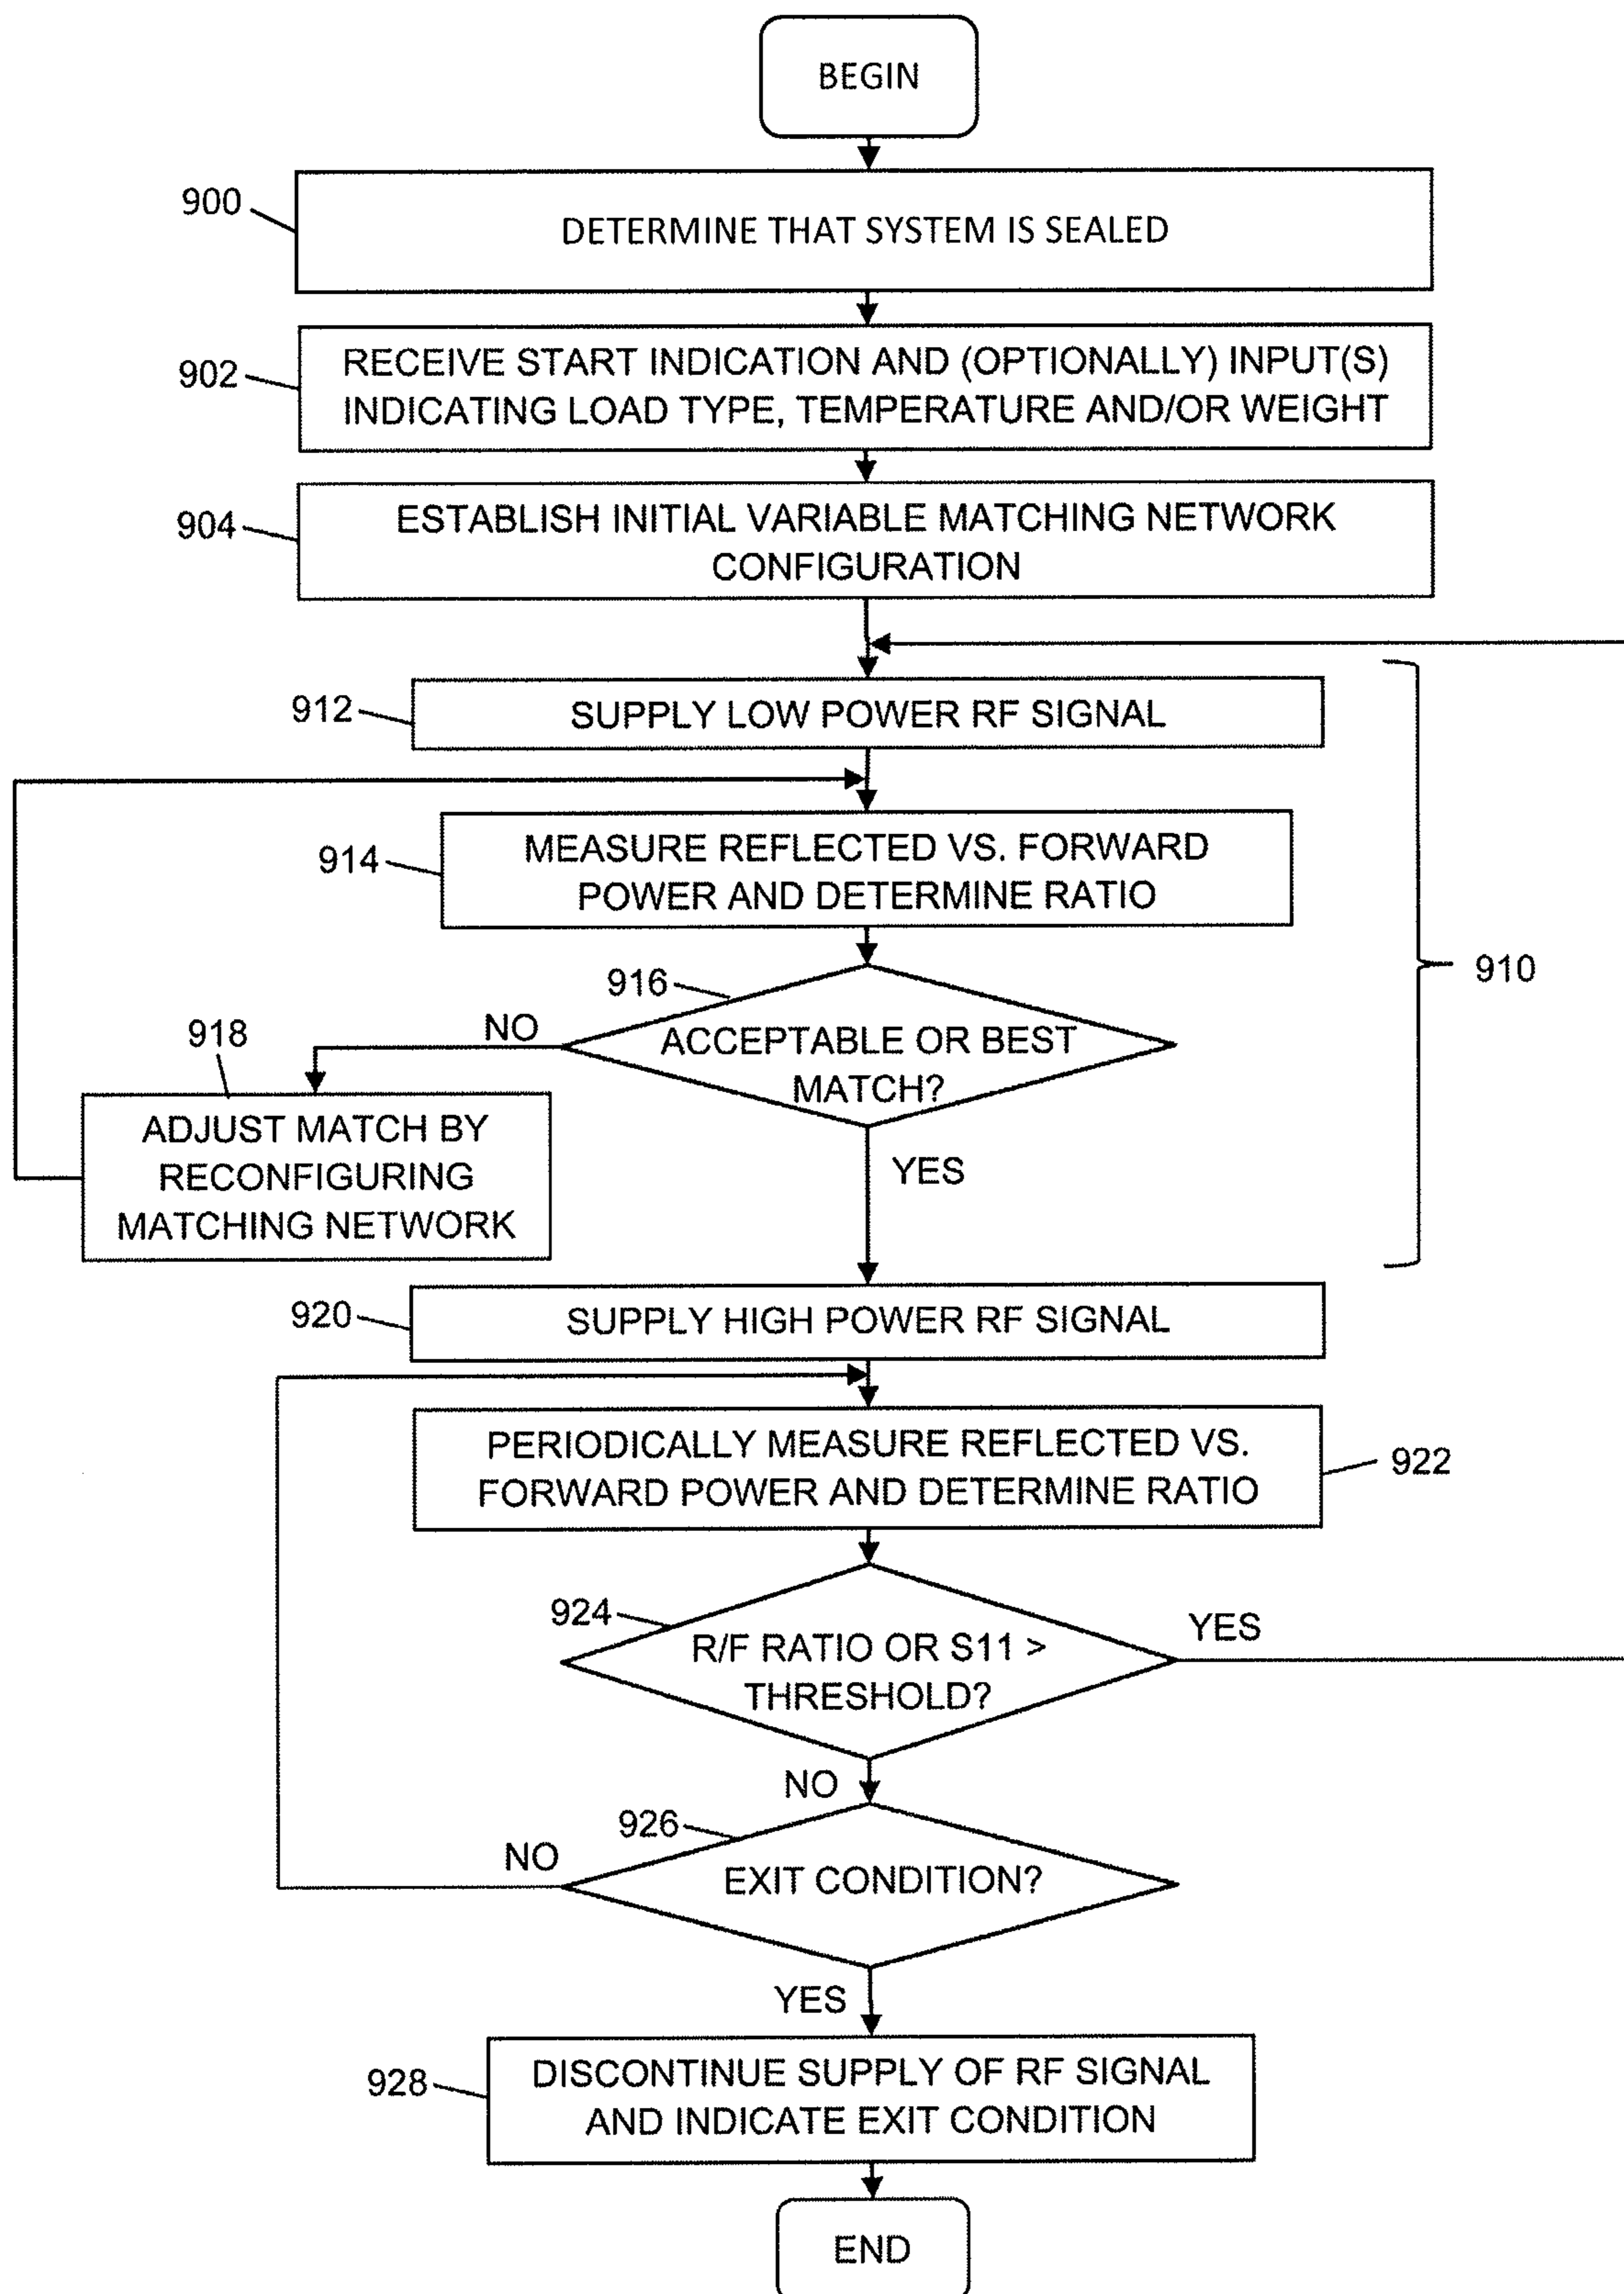 BEGIN
900
DETERMINE THAT SYSTEM IS SEALED
902
RECEIVE START INDICATION AND (OPTIONALLY) INPUT(S)
INDICATING LOAD TYPE, TEMPERATURE AND/OR WEIGHT
904
ESTABLISH INITIAL VARIABLE MATCHING NETWORK
CONFIGURATION
912
SUPPLY LOW POWER RF SIGNAL
914
MEASURE REFLECTED VS. FORWARD
POWER AND DETERMINE RATIO
910
916
ACCEPTABLE OR BEST
MATCH?
NO
918
ADJUST MATCH BY
RECONFIGURING
MATCHING NETWORK
YES
920
SUPPLY HIGH POWER RF SIGNAL
PERIODICALLY MEASURE REFLECTED VS.
FORWARD POWER AND DETERMINE RATIO
922
924
R/F RATIO OR S11 >
THRESHOLD?
YES
NO
926
EXIT CONDITION?
NO
YES
928
DISCONTINUE SUPPLY OF RF SIGNAL
AND INDICATE EXIT CONDITION
END